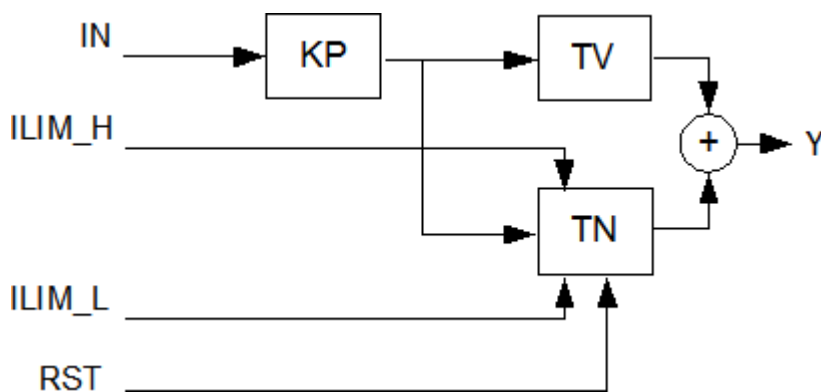 IN
KP
TV
ILIM_H
+
Y
TN
ILIM_L
RST